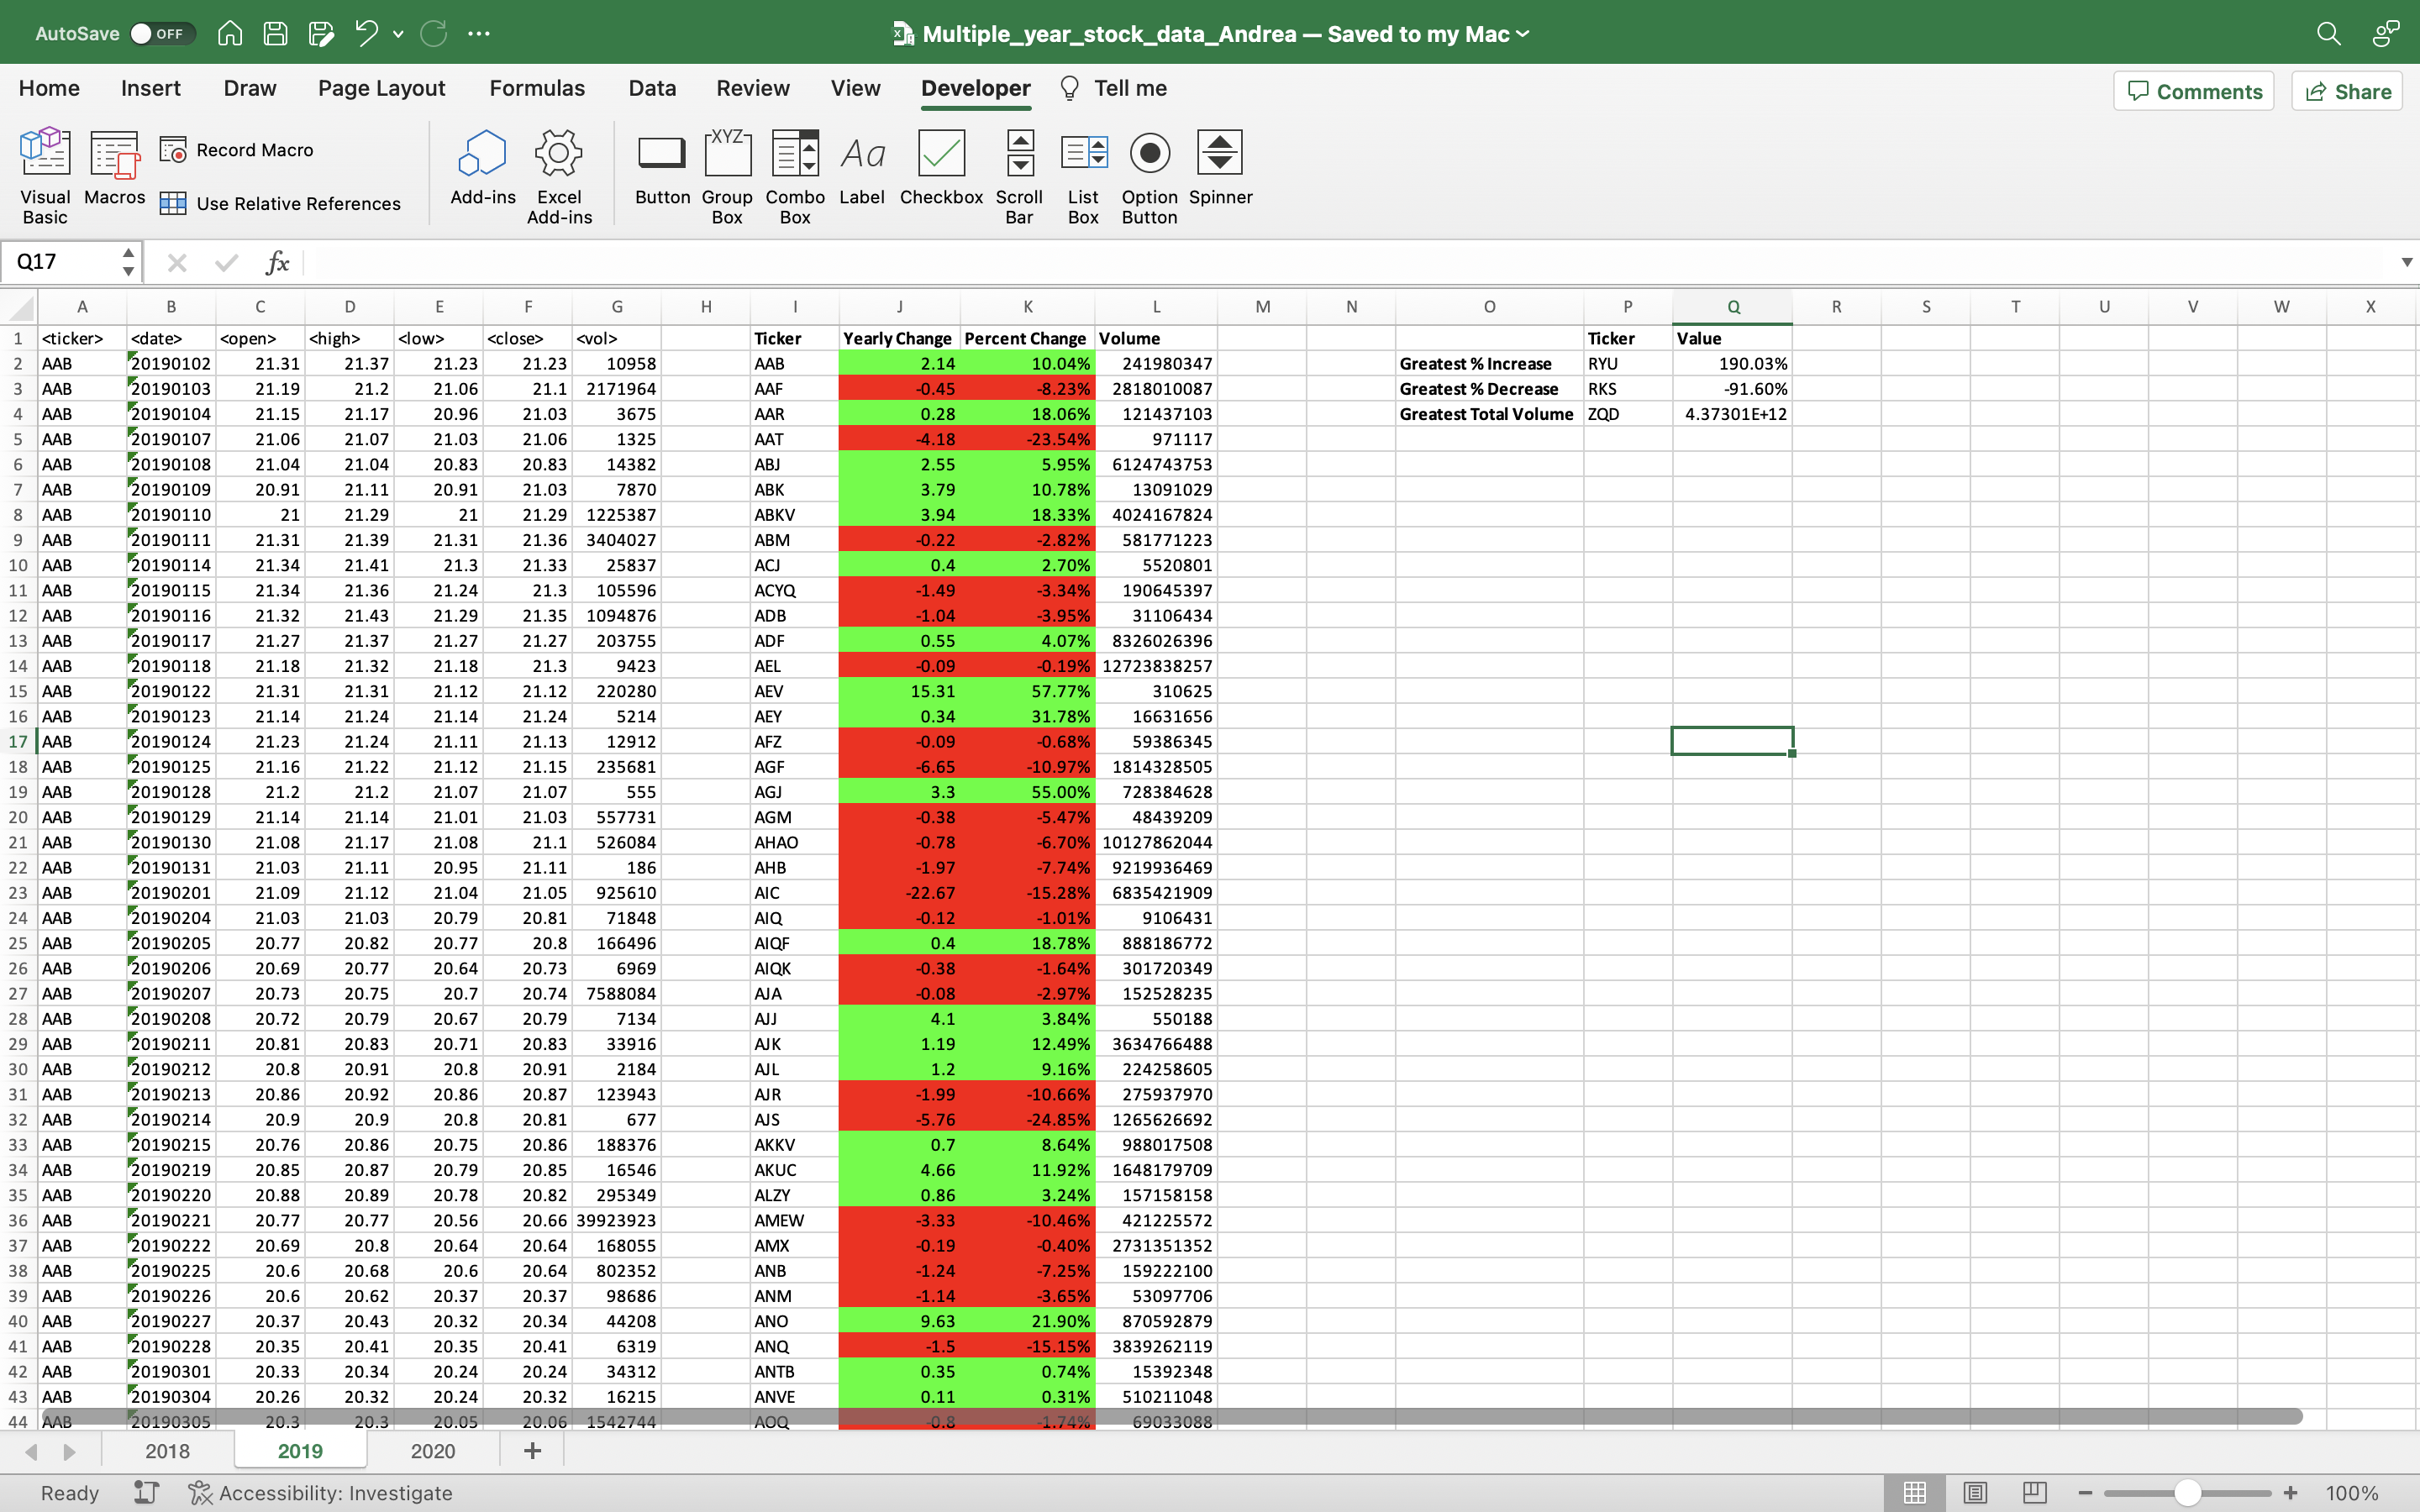 AutoSave OFF Multiple_year_stock_data_Andrea — Saved to my Mac
Home Insert Draw Page Layout Formulas Data Review View Developer Tell me Comments Share
Visual Basic Macros Record Macro Use Relative References Add-ins Excel Add-ins Button Group Box Combo Box Label Checkbox Scroll Bar List Box Option Button Spinner
XYZ Aa
Q17 fx
A B C D E F G H I J K L M N O P Q R S T U V W X
1 <ticker> <date> <open> <high> <low> <close> <vol> Ticker Yearly Change Percent Change Volume Ticker Value
2 AAB 20190102 21.31 21.37 21.23 21.23 10958 AAB 2.14 10.04% 241980347 Greatest % Increase RYU 190.03%
3 AAB 20190103 21.19 21.2 21.06 21.1 2171964 AAF -0.45 -8.23% 2818010087 Greatest % Decrease RKS -91.60%
4 AAB 20190104 21.15 21.17 20.96 21.03 3675 AAR 0.28 18.06% 121437103 Greatest Total Volume ZQD 4.37301E+12
5 AAB 20190107 21.06 21.07 21.03 21.06 1325 AAT -4.18 -23.54% 971117
6 AAB 20190108 21.04 21.04 20.83 20.83 14382 ABJ 2.55 5.95% 6124743753
7 AAB 20190109 20.91 21.11 20.91 21.03 7870 ABK 3.79 10.78% 13091029
8 AAB 20190110 21 21.29 21 21.29 1225387 ABKV 3.94 18.33% 4024167824
9 AAB 20190111 21.31 21.39 21.31 21.36 3404027 ABM -0.22 -2.82% 581771223
10 AAB 20190114 21.34 21.41 21.3 21.33 25837 ACJ 0.4 2.70% 5520801
11 AAB 20190115 21.34 21.36 21.24 21.3 105596 ACYQ -1.49 -3.34% 190645397
12 AAB 20190116 21.32 21.43 21.29 21.35 1094876 ADB -1.04 -3.95% 31106434
13 AAB 20190117 21.27 21.37 21.27 21.27 203755 ADF 0.55 4.07% 8326026396
14 AAB 20190118 21.18 21.32 21.18 21.3 9423 AEL -0.09 -0.19% 12723838257
15 AAB 20190122 21.31 21.31 21.12 21.12 220280 AEV 15.31 57.77% 310625
16 AAB 20190123 21.14 21.24 21.14 21.24 5214 AEY 0.34 31.78% 16631656
17 AAB 20190124 21.23 21.24 21.11 21.13 12912 AFZ -0.09 -0.68% 59386345
18 AAB 20190125 21.16 21.22 21.12 21.15 235681 AGF -6.65 -10.97% 1814328505
19 AAB 20190128 21.2 21.2 21.07 21.07 555 AGJ 3.3 55.00% 728384628
20 AAB 20190129 21.14 21.14 21.01 21.03 557731 AGM -0.38 -5.47% 48439209
21 AAB 20190130 21.08 21.17 21.08 21.1 526084 AHAO -0.78 -6.70% 10127862044
22 AAB 20190131 21.03 21.11 20.95 21.11 186 AHB -1.97 -7.74% 9219936469
23 AAB 20190201 21.09 21.12 21.04 21.05 925610 AIC -22.67 -15.28% 6835421909
24 AAB 20190204 21.03 21.03 20.79 20.81 71848 AIQ -0.12 -1.01% 9106431
25 AAB 20190205 20.77 20.82 20.77 20.8 166496 AIQF 0.4 18.78% 888186772
26 AAB 20190206 20.69 20.77 20.64 20.73 6969 AIQK -0.38 -1.64% 301720349
27 AAB 20190207 20.73 20.75 20.7 20.74 7588084 AJA -0.08 -2.97% 152528235
28 AAB 20190208 20.72 20.79 20.67 20.79 7134 AJJ 4.1 3.84% 550188
29 AAB 20190211 20.81 20.83 20.71 20.83 33916 AJK 1.19 12.49% 3634766488
30 AAB 20190212 20.8 20.91 20.8 20.91 2184 AJL 1.2 9.16% 224258605
31 AAB 20190213 20.86 20.92 20.86 20.87 123943 AJR -1.99 -10.66% 275937970
32 AAB 20190214 20.9 20.9 20.8 20.81 677 AJS -5.76 -24.85% 1265626692
33 AAB 20190215 20.76 20.86 20.75 20.86 188376 AKKV 0.7 8.64% 988017508
34 AAB 20190219 20.85 20.87 20.79 20.85 16546 AKUC 4.66 11.92% 1648179709
35 AAB 20190220 20.88 20.89 20.78 20.82 295349 ALZY 0.86 3.24% 157158158
36 AAB 20190221 20.77 20.77 20.56 20.66 39923923 AMEW -3.33 -10.46% 421225572
37 AAB 20190222 20.69 20.8 20.64 20.64 168055 AMX -0.19 -0.40% 2731351352
38 AAB 20190225 20.6 20.68 20.6 20.64 802352 ANB -1.24 -7.25% 159222100
39 AAB 20190226 20.6 20.62 20.37 20.37 98686 ANM -1.14 -3.65% 53097706
40 AAB 20190227 20.37 20.43 20.32 20.34 44208 ANO 9.63 21.90% 870592879
41 AAB 20190228 20.35 20.41 20.35 20.41 6319 ANQ -1.5 -15.15% 3839262119
42 AAB 20190301 20.33 20.34 20.24 20.24 34312 ANTB 0.35 0.74% 15392348
43 AAB 20190304 20.26 20.32 20.24 20.32 16215 ANVE 0.11 0.31% 510211048
44 AAB 20190305 20.3 20.3 20.05 20.06 1542744 AOQ -0.8 -1.74% 69033088
2018 2019 2020 +
Ready Accessibility: Investigate 100%